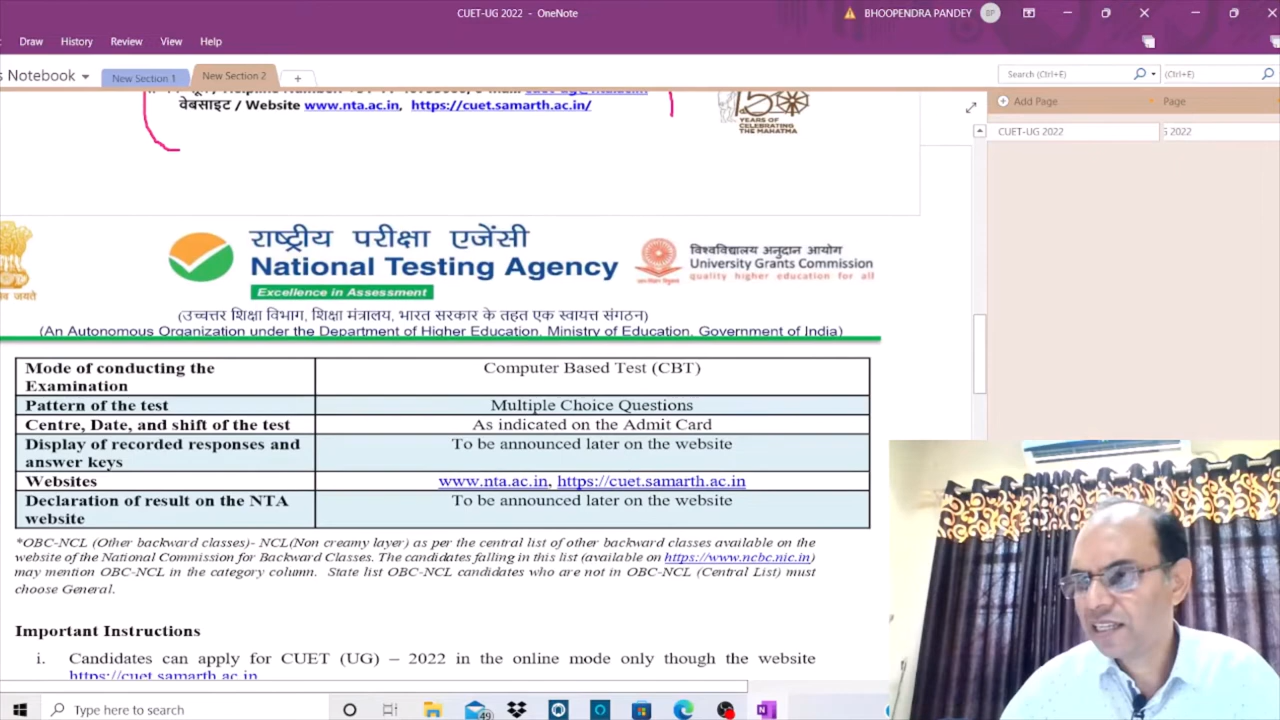 CUET-UG 2022 - OneNote
BHOOPENDRA PANDEY BP
Draw History Review View Help
s Notebook New Section 1 New Section 2 +
Search (Ctrl+E) (Ctrl+E)
Add Page Page
CUET-UG 2022 G 2022
वेबसाइट / Website www.nta.ac.in, https://cuet.samarth.ac.in/
150
YEARS OF
CELEBRATING
THE MAHATMA
राष्ट्रीय परीक्षा एजेंसी
National Testing Agency
Excellence in Assessment
विश्वविद्यालय अनुदान आयोग
University Grants Commission
quality higher education for all
(उच्चतर शिक्षा विभाग, शिक्षा मंत्रालय, भारत सरकार के तहत एक स्वायत्त संगठन)
(An Autonomous Organization under the Department of Higher Education, Ministry of Education, Government of India)
Mode of conducting the Examination Computer Based Test (CBT)
Pattern of the test Multiple Choice Questions
Centre, Date, and shift of the test As indicated on the Admit Card
Display of recorded responses and answer keys To be announced later on the website
Websites www.nta.ac.in, https://cuet.samarth.ac.in
Declaration of result on the NTA website To be announced later on the website
*OBC-NCL (Other backward classes)- NCL(Non creamy layer) as per the central list of other backward classes available on the
website of the National Commission for Backward Classes. The candidates falling in this list (available on https://www.ncbc.nic.in)
may mention OBC-NCL in the category column. State list OBC-NCL candidates who are not in OBC-NCL (Central List) must
choose General.
Important Instructions
i. Candidates can apply for CUET (UG) – 2022 in the online mode only though the website
https://cuet.samarth.ac.in
Type here to search
49